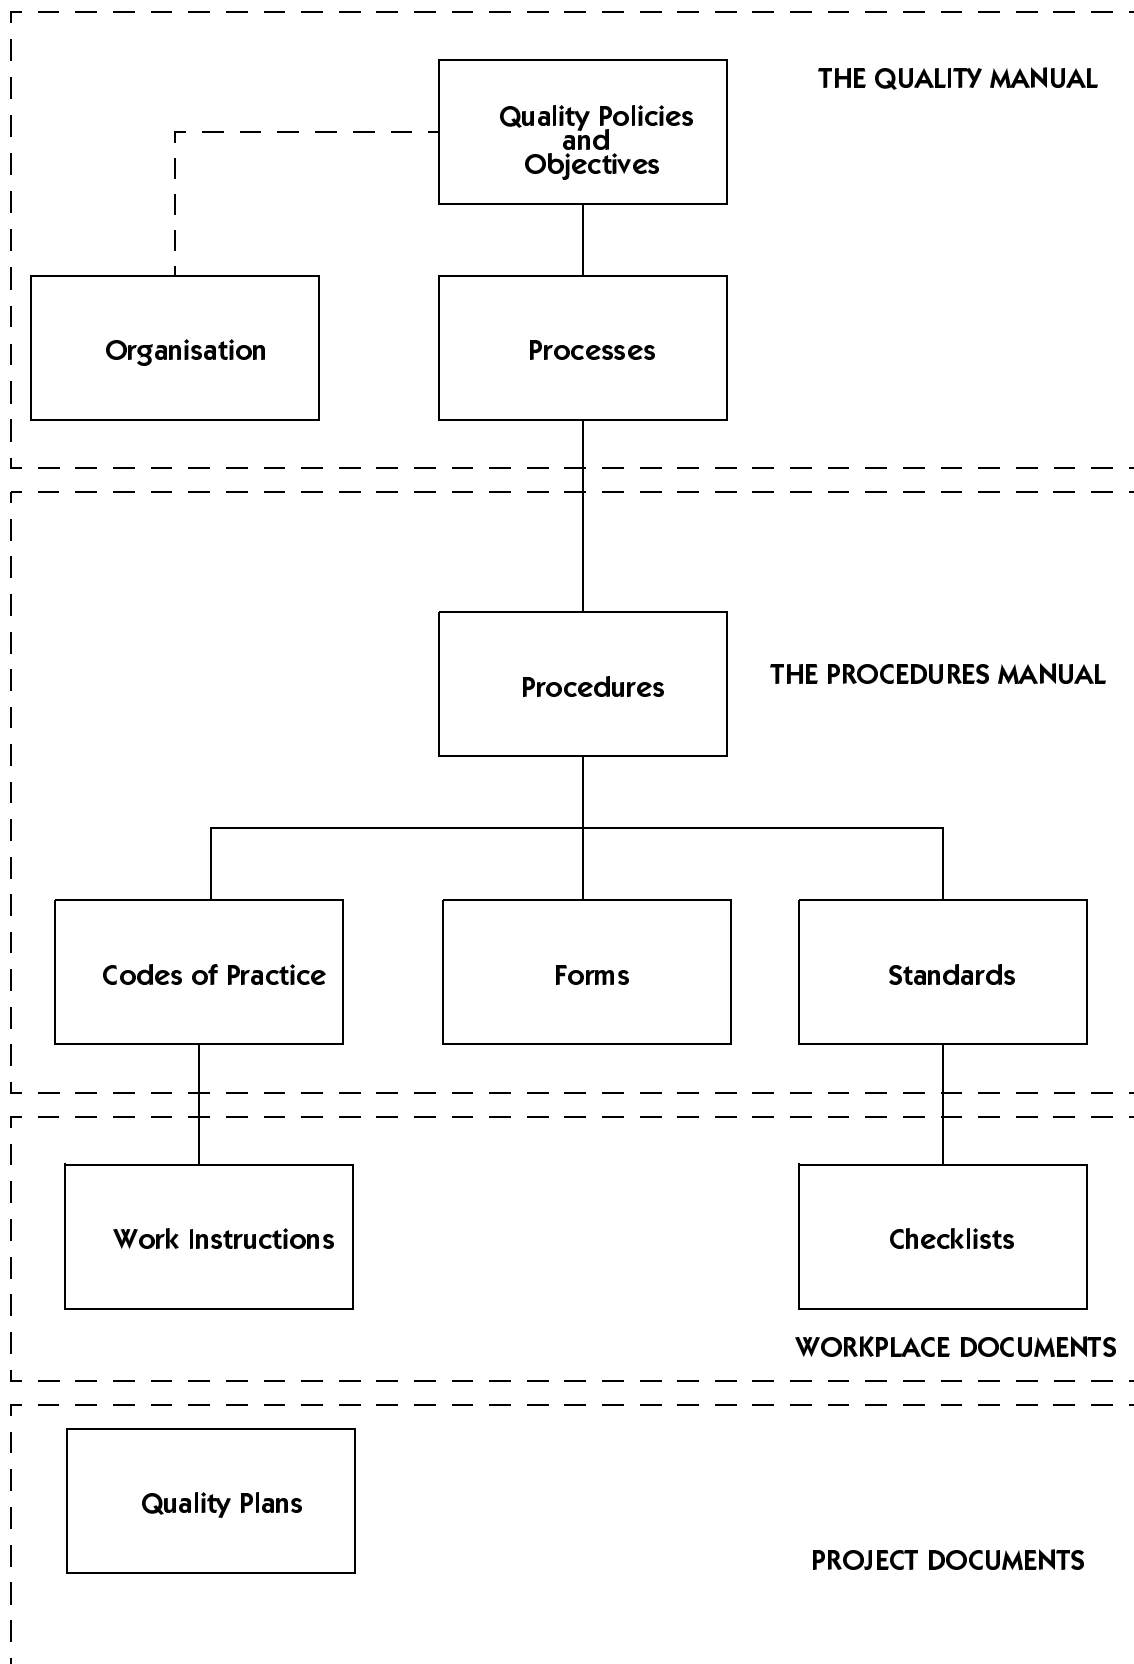 THE QUALITY MANUAL
Quality Policies
and
Objectives
Organisation
Processes
Procedures
THE PROCEDURES MANUAL
Codes of Practice
Forms
Standards
Work Instructions
Checklists
WORKPLACE DOCUMENTS
Quality Plans
PROJECT DOCUMENTS